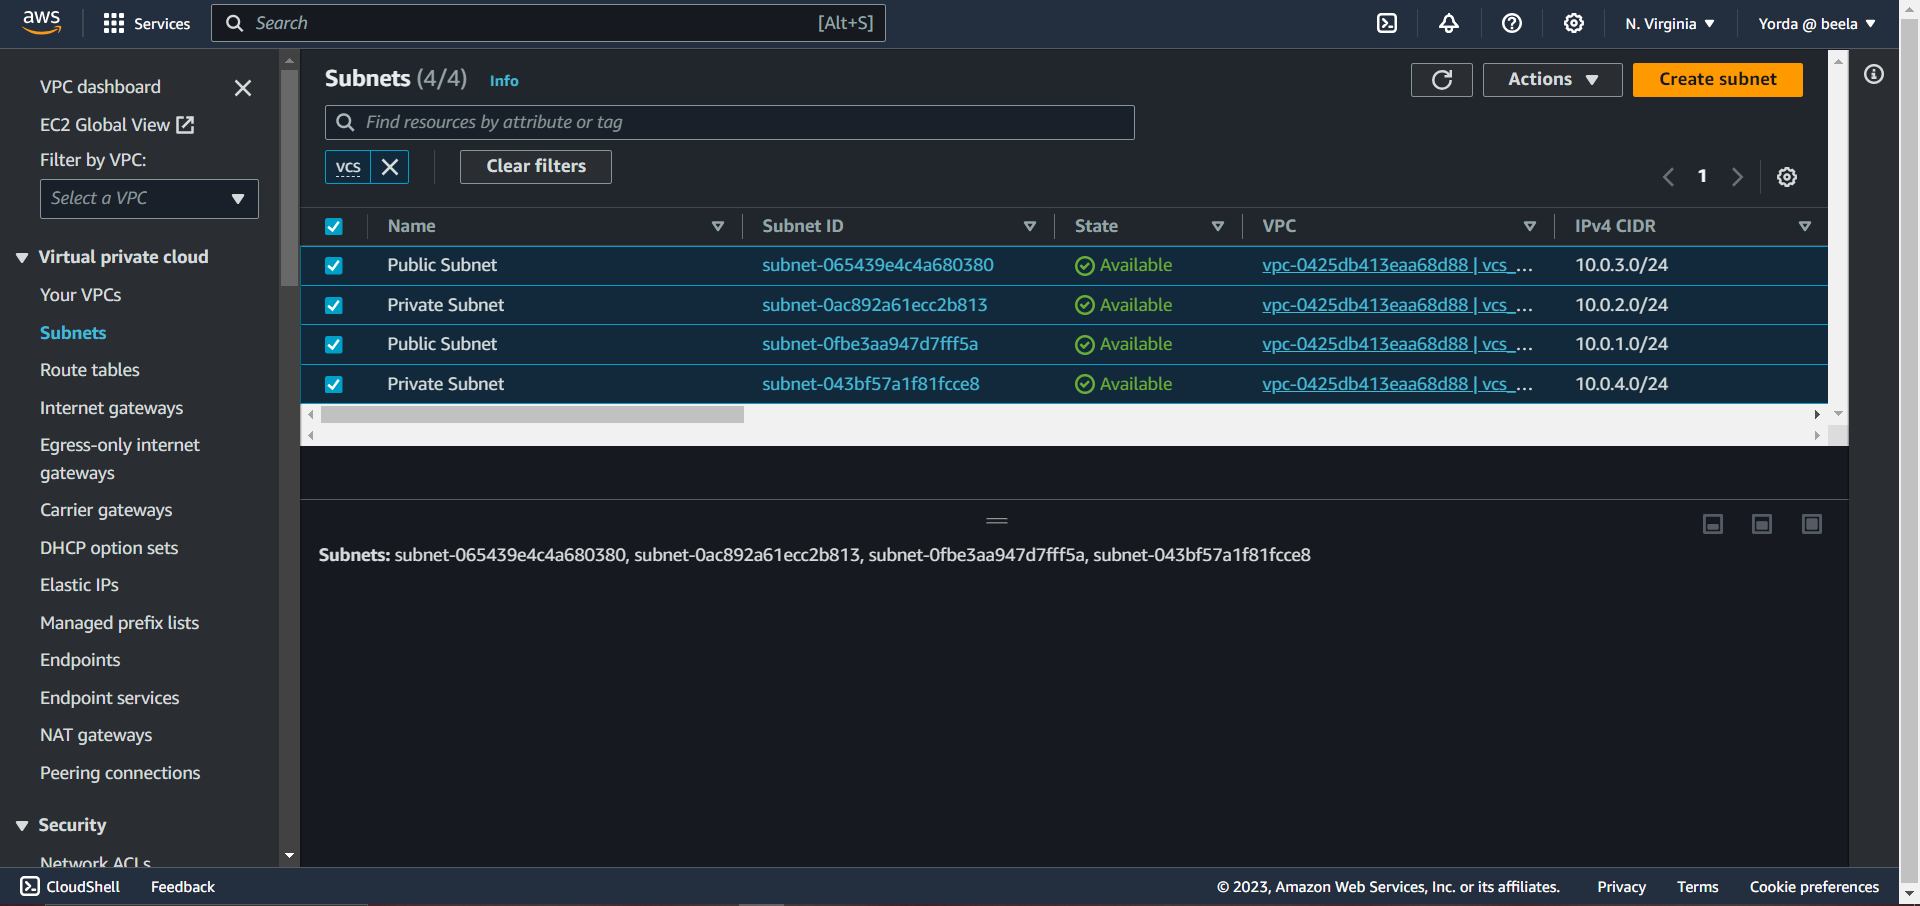 aws Services Search [Alt+S] N. Virginia Yorda @ beela
VPC dashboard
EC2 Global View
Filter by VPC:
Select a VPC
Virtual private cloud
Your VPCs
Subnets
Route tables
Internet gateways
Egress-only internet
gateways
Carrier gateways
DHCP option sets
Elastic IPs
Managed prefix lists
Endpoints
Endpoint services
NAT gateways
Peering connections
Security
Network ACLs
Subnets (4/4) Info Actions Create subnet
Find resources by attribute or tag
vcs Clear filters
1
Name Subnet ID State VPC IPv4 CIDR
Public Subnet subnet-065439e4c4a680380 Available vpc-0425db413eaa68d88 | vcs_... 10.0.3.0/24
Private Subnet subnet-0ac892a61ecc2b813 Available vpc-0425db413eaa68d88 | vcs_... 10.0.2.0/24
Public Subnet subnet-0fbe3aa947d7fff5a Available vpc-0425db413eaa68d88 | vcs_... 10.0.1.0/24
Private Subnet subnet-043bf57a1f81fcce8 Available vpc-0425db413eaa68d88 | vcs_... 10.0.4.0/24
Subnets: subnet-065439e4c4a680380, subnet-0ac892a61ecc2b813, subnet-0fbe3aa947d7fff5a, subnet-043bf57a1f81fcce8
CloudShell Feedback © 2023, Amazon Web Services, Inc. or its affiliates. Privacy Terms Cookie preferences